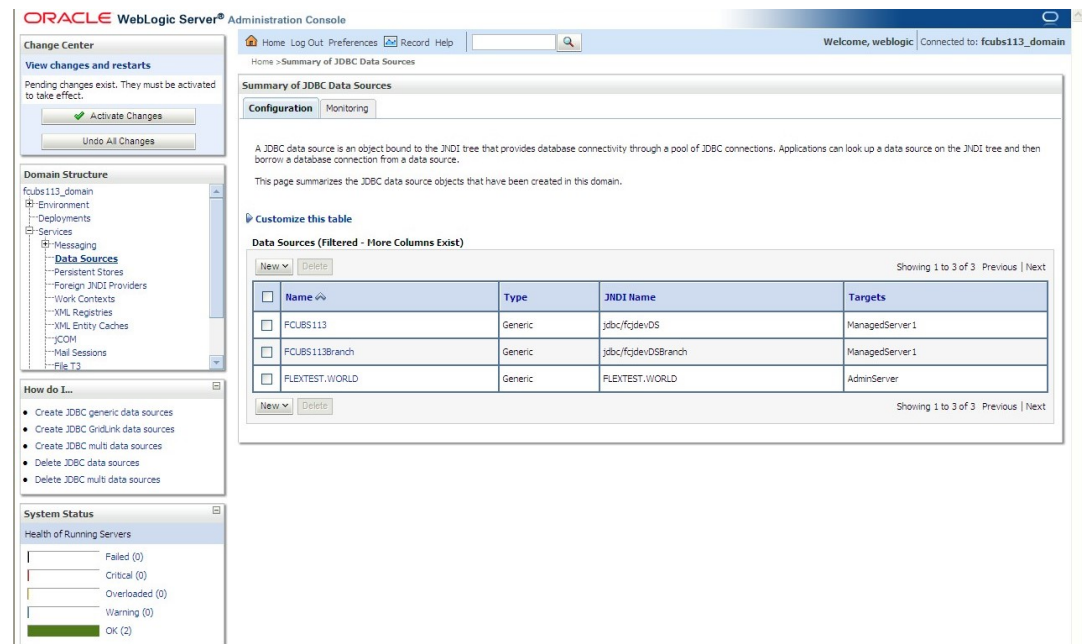 ORACLE WebLogic Server® Administration Console
Change Center
View changes and restarts
Pending changes exist. They must be activated
to take effect.
Activate Changes
Undo All Changes
Domain Structure
fcubs113_domain
Environment
Deployments
Services
Messaging
Data Sources
Persistent Stores
Foreign JNDI Providers
Work Contexts
XML Registries
XML Entity Caches
jCOM
Mail Sessions
File T3
How do I...
Create JDBC generic data sources
Create JDBC GridLink data sources
Create JDBC multi data sources
Delete JDBC data sources
Delete JDBC multi data sources
System Status
Health of Running Servers
Failed (0)
Critical (0)
Overloaded (0)
Warning (0)
OK (2)
Home Log Out Preferences Record Help
Welcome, weblogic Connected to: fcubs113_domain
Home >Summary of JDBC Data Sources
Summary of JDBC Data Sources
Configuration Monitoring
A JDBC data source is an object bound to the JNDI tree that provides database connectivity through a pool of JDBC connections. Applications can look up a data source on the JNDI tree and then
borrow a database connection from a data source.
This page summarizes the JDBC data source objects that have been created in this domain.
Customize this table
Data Sources (Filtered - More Columns Exist)
New Delete Showing 1 to 3 of 3 Previous | Next
Name Type JNDI Name Targets
FCUBS113 Generic jdbc/fcjdevDS ManagedServer1
FCUBS113Branch Generic jdbc/fcjdevDSBranch ManagedServer1
FLEXTEST.WORLD Generic FLEXTEST.WORLD AdminServer
New Delete Showing 1 to 3 of 3 Previous | Next